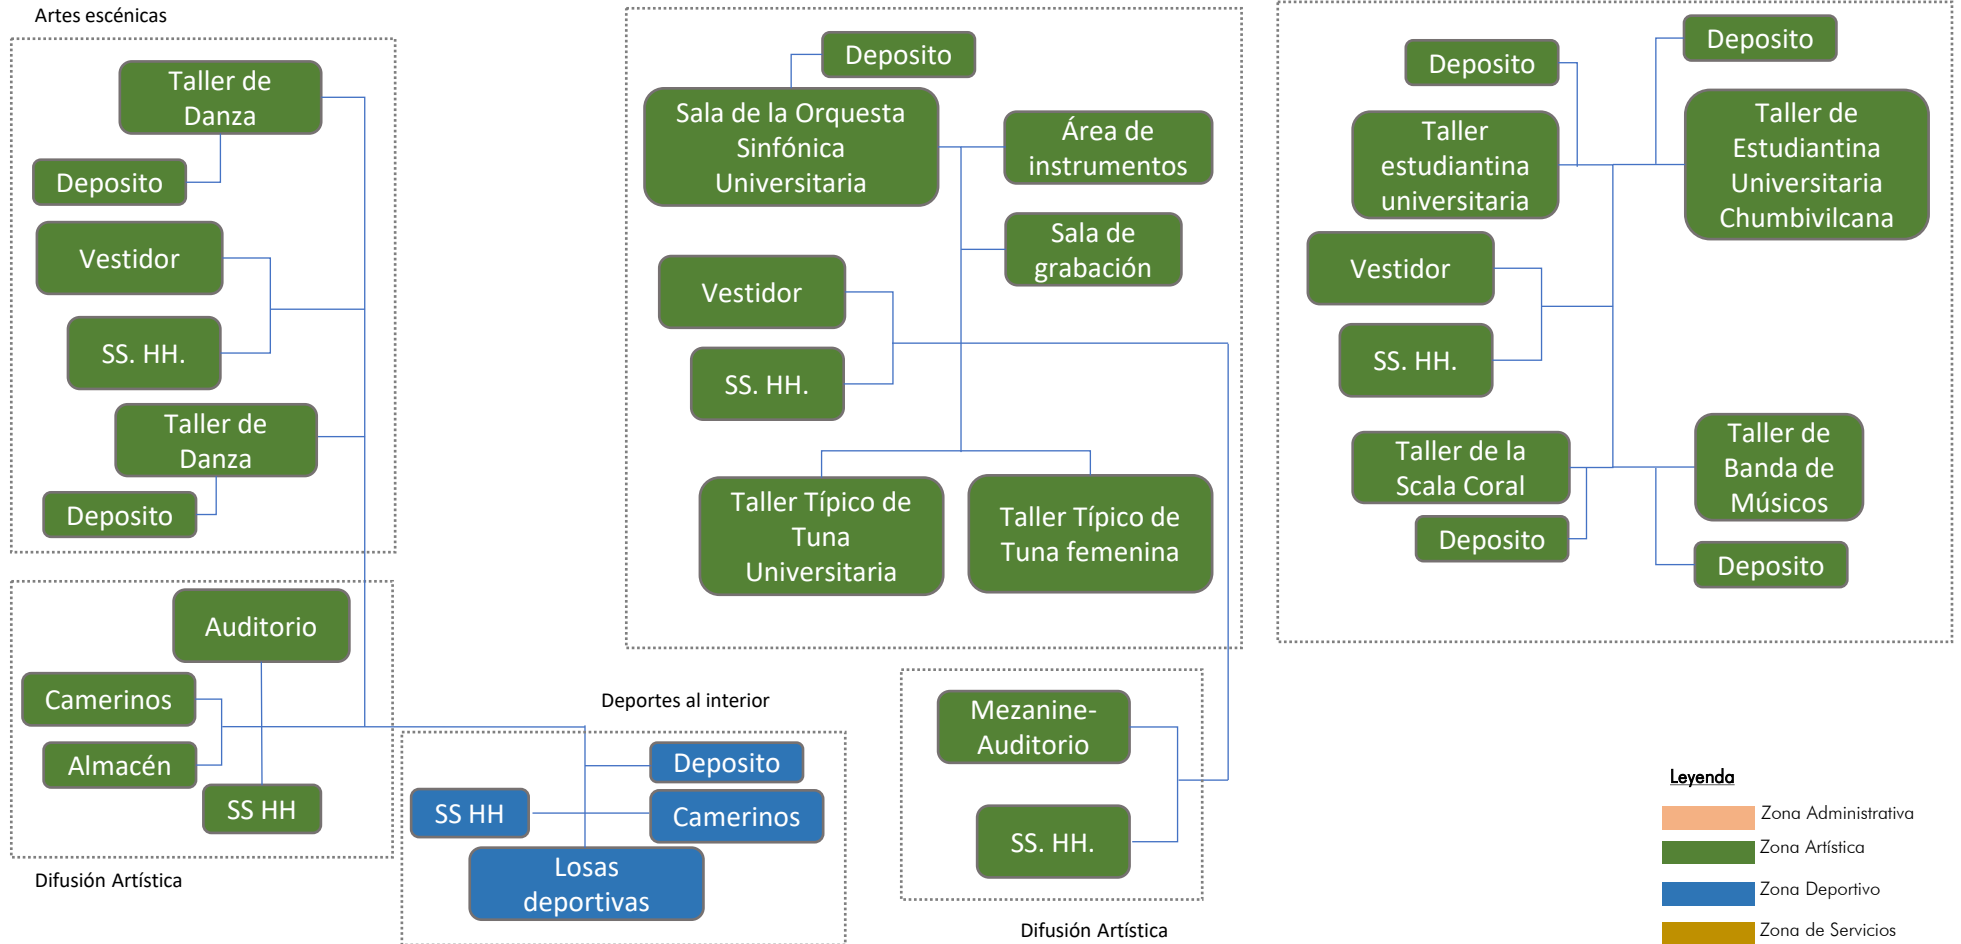 Artes escénicas
Taller de
Danza
Deposito
Vestidor
SS. HH.
Taller de
Danza
Deposito
Auditorio
Camerinos
Almacén
SS HH
Difusión Artística
Deposito
Sala de la Orquesta
Sinfónica
Universitaria
Área de
instrumentos
Sala de
grabación
Vestidor
SS. HH.
Taller Típico de
Tuna
Universitaria
Taller Típico de
Tuna femenina
Deportes al interior
Deposito
SS HH
Camerinos
Losas
deportivas
Mezanine-
Auditorio
SS. HH.
Difusión Artística
Deposito
Deposito
Taller
estudiantina
universitaria
Taller de
Estudiantina
Universitaria
Chumbivilcana
Vestidor
SS. HH.
Taller de la
Scala Coral
Deposito
Taller de
Banda de
Músicos
Deposito
Leyenda
Zona Administrativa
Zona Artística
Zona Deportivo
Zona de Servicios